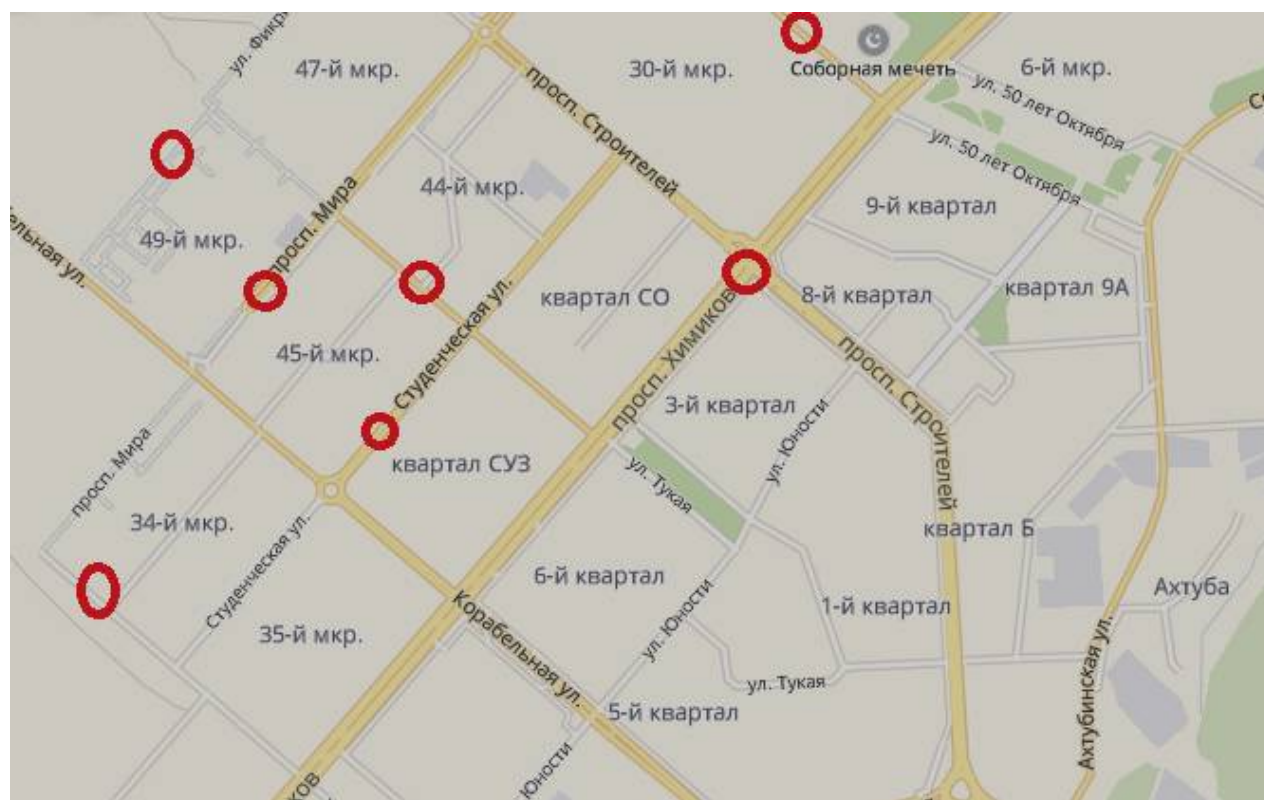 ул. Фикр
47-й мкр.
30-й мкр.
Соборная мечеть
6-й мкр.
ул. 50 лет Октября
ул. 50 лет Октября
просп. Строителей
44-й мкр.
9-й квартал
49-й мкр.
просп. Мира
ельная ул.
квартал СО
8-й квартал
квартал 9А
45-й мкр.
Студенческая ул.
просп. Химиков
просп. Строителей
3-й квартал
ул. Юности
квартал СУЗ
просп. Мира
ул. Тукая
34-й мкр.
квартал Б
Студенческая ул.
6-й квартал
1-й квартал
Ахтуба
35-й мкр.
ул. Юности
Корабельная ул.
ул. Тукая
Ахтубинская ул.
5-й квартал
Юности
ков